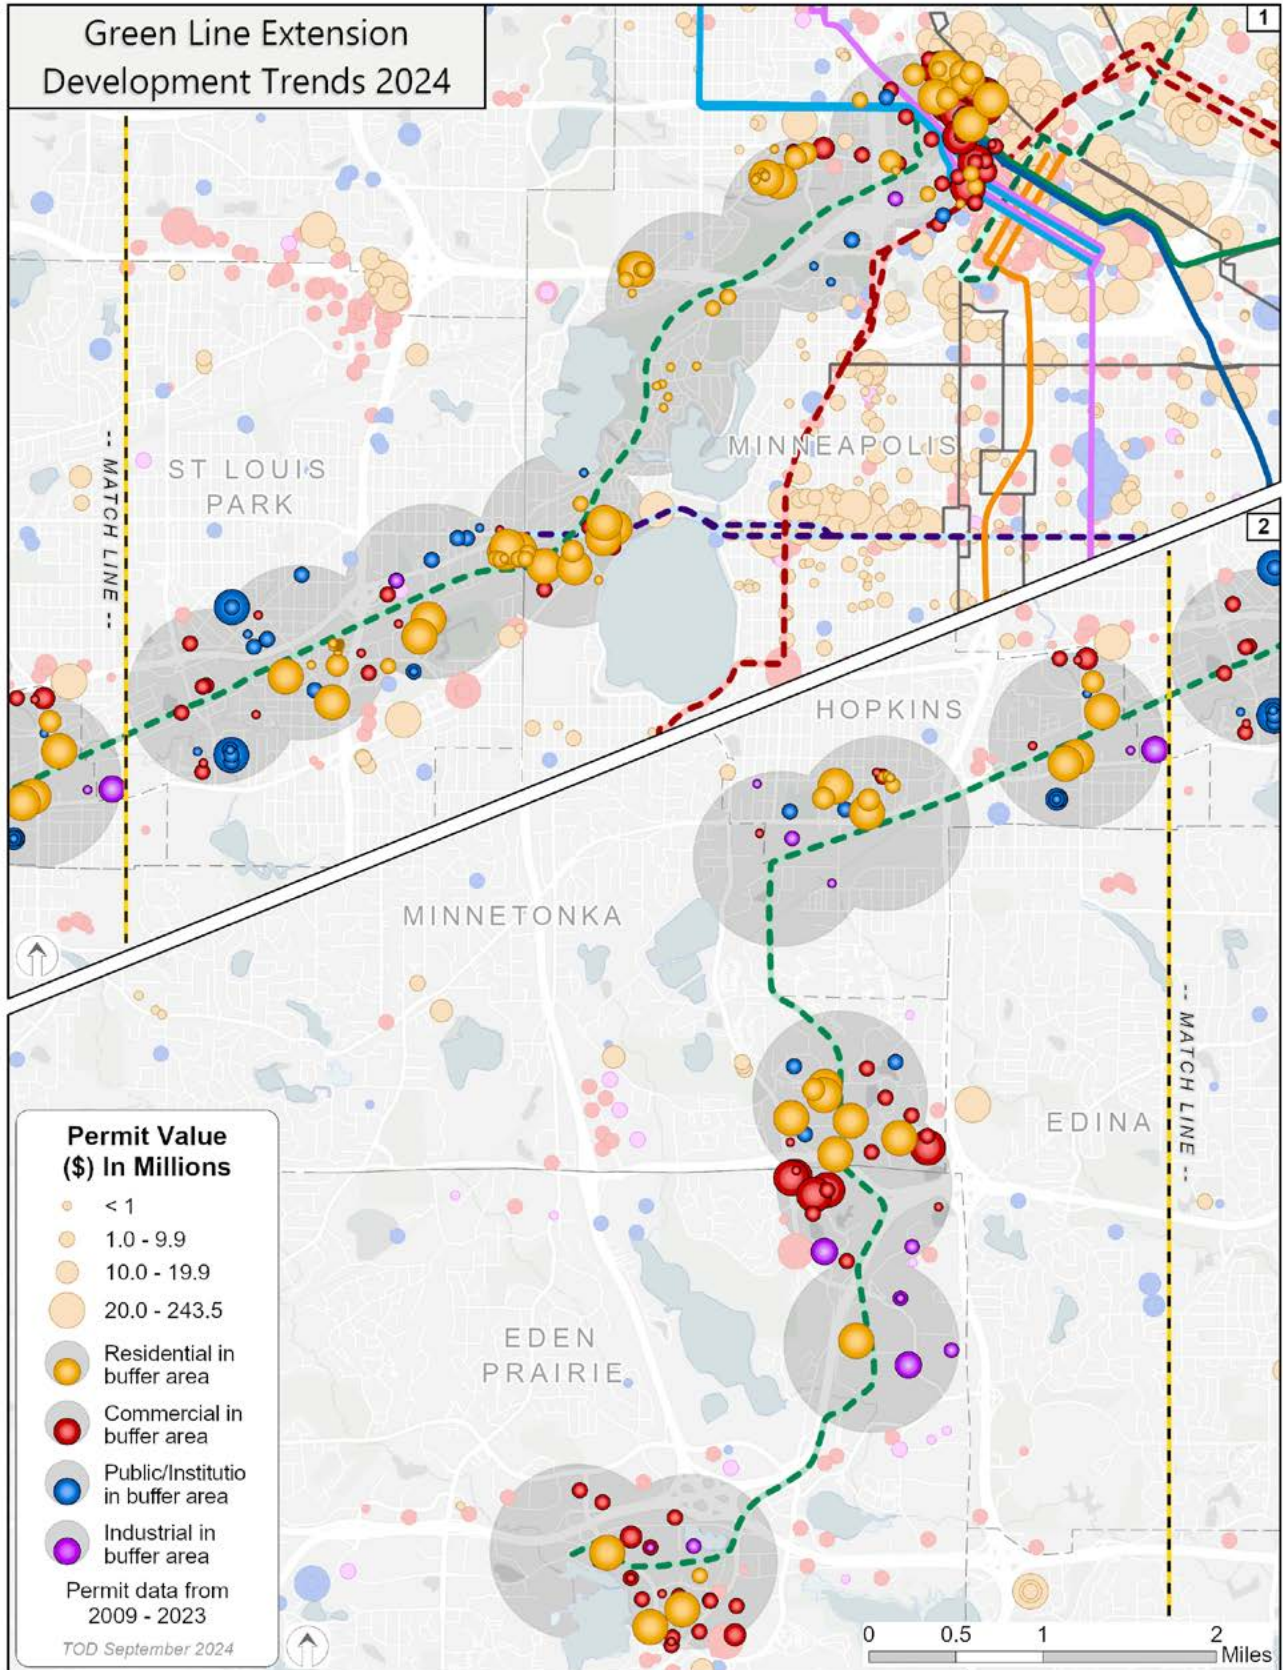 Green Line Extension
Development Trends 2024
1
-- MATCH LINE --
ST LOUIS
PARK
MINNEAPOLIS
2
HOPKINS
MINNETONKA
-- MATCH LINE --
EDINA
EDEN
PRAIRIE
Permit Value
($) In Millions
< 1
1.0 - 9.9
10.0 - 19.9
20.0 - 243.5
Residential in
buffer area
Commercial in
buffer area
Public/Institutio
in buffer area
Industrial in
buffer area
Permit data from
2009 - 2023
TOD September 2024
0 0.5 1 2
Miles